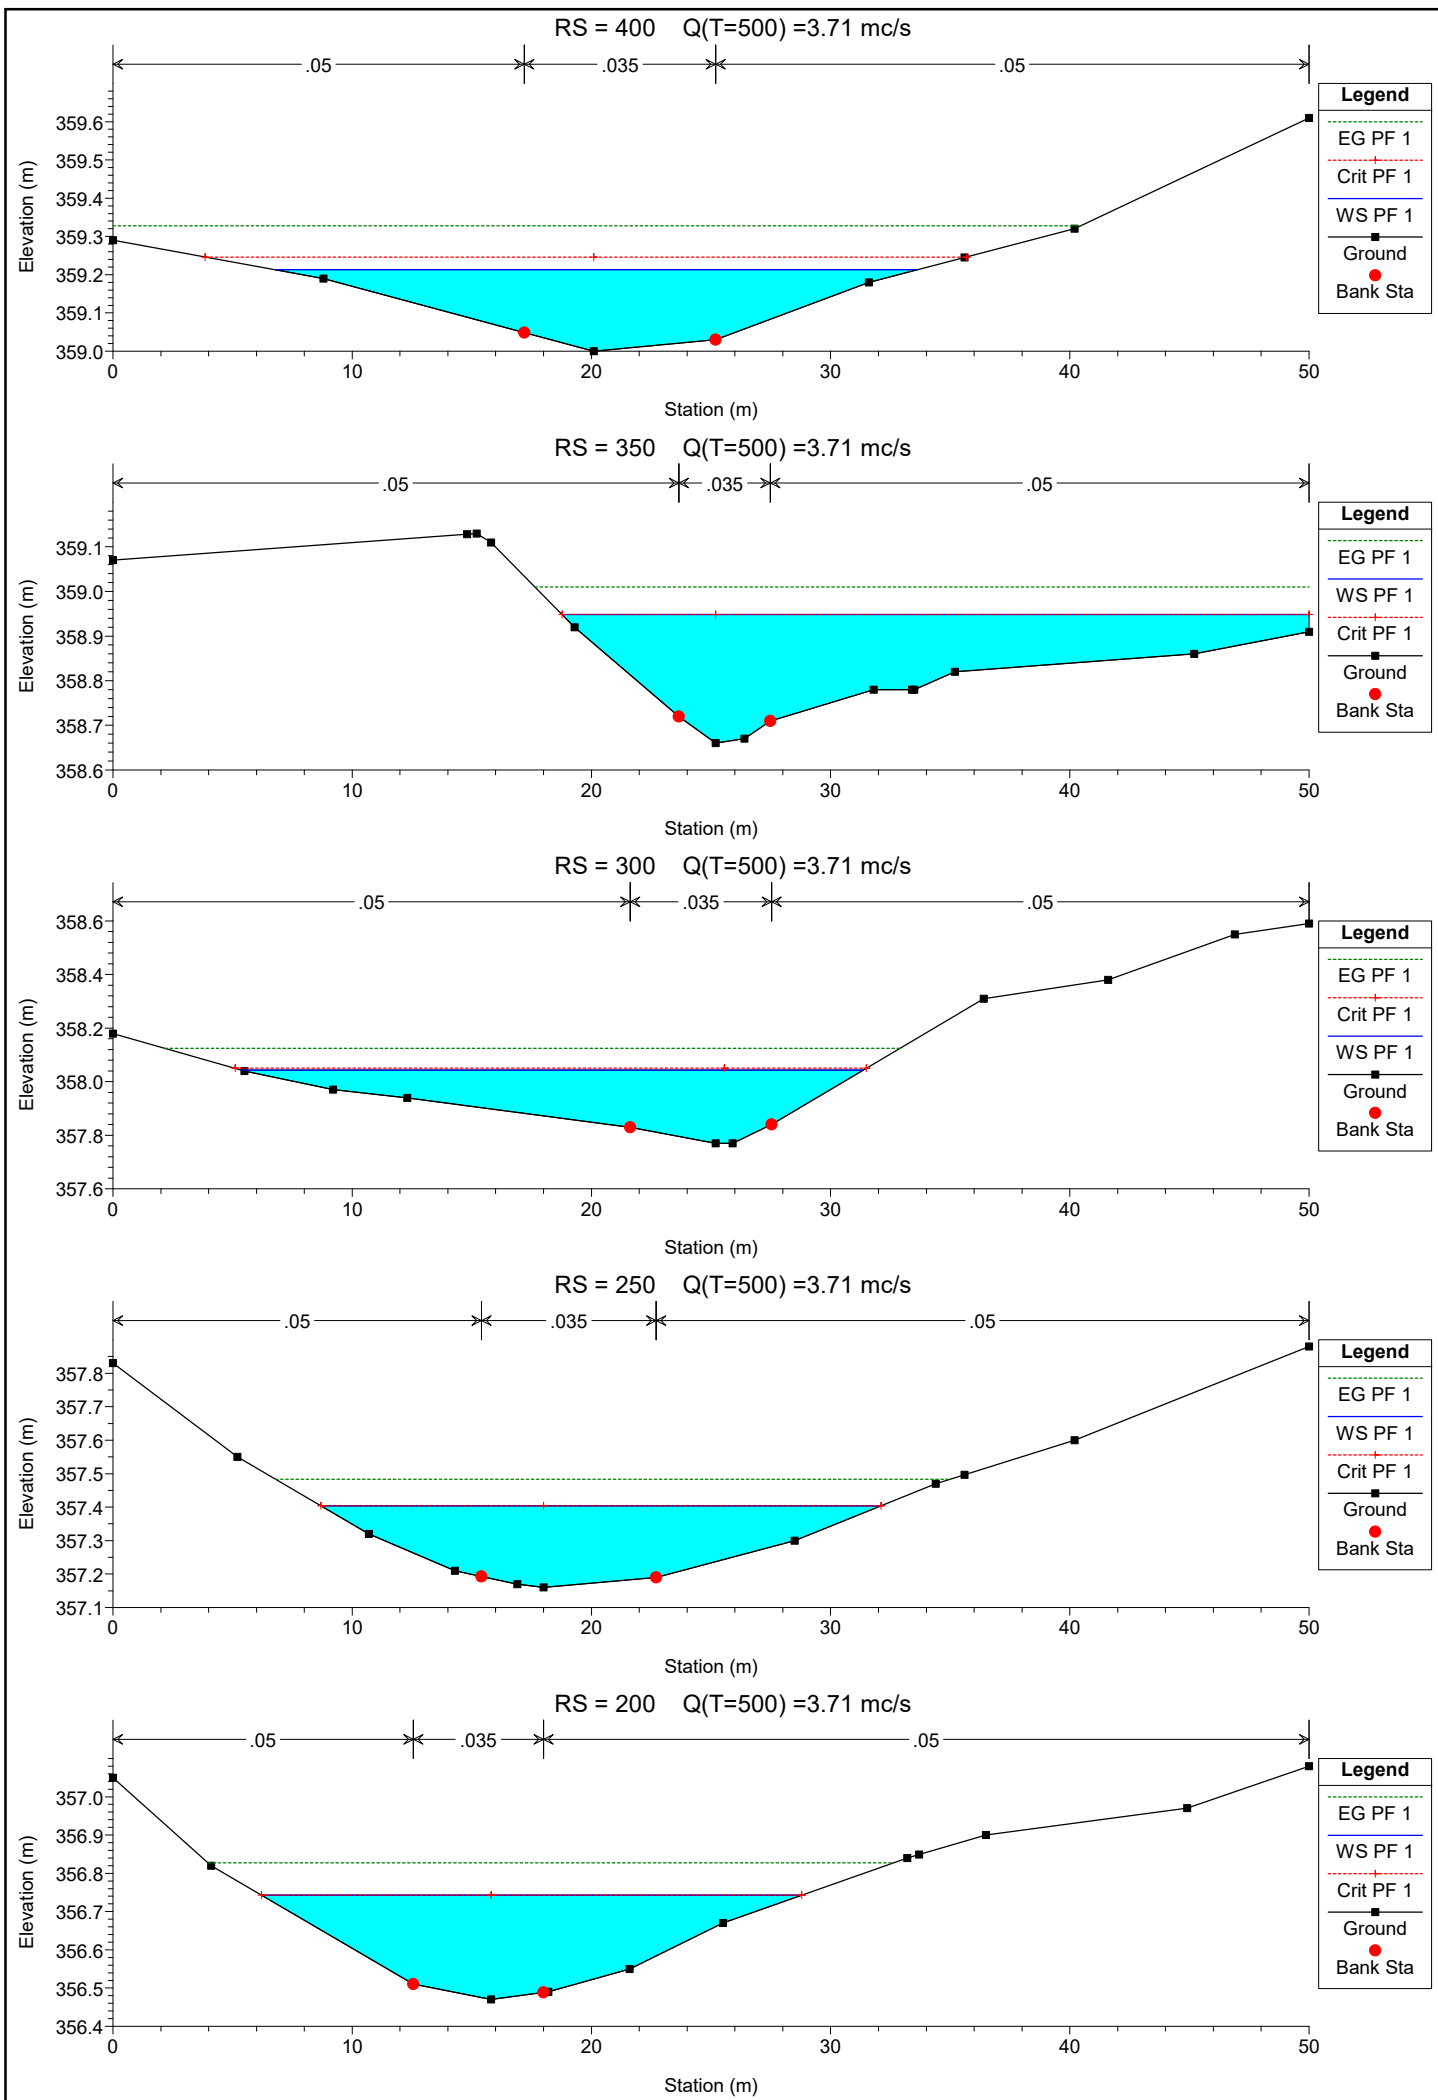 RS = 400 Q(T=500) =3.71 mc/s
.05 .035 .05
Elevation (m)
359.6
359.5
359.4
359.3
359.2
359.1
359.0
0 10 20 30 40 50
Station (m)
Legend
EG PF 1
Crit PF 1
WS PF 1
Ground
Bank Sta
RS = 350 Q(T=500) =3.71 mc/s
.05 .035 .05
Elevation (m)
359.1
359.0
358.9
358.8
358.7
358.6
0 10 20 30 40 50
Station (m)
Legend
EG PF 1
WS PF 1
Crit PF 1
Ground
Bank Sta
RS = 300 Q(T=500) =3.71 mc/s
.05 .035 .05
Elevation (m)
358.6
358.4
358.2
358.0
357.8
357.6
0 10 20 30 40 50
Station (m)
Legend
EG PF 1
Crit PF 1
WS PF 1
Ground
Bank Sta
RS = 250 Q(T=500) =3.71 mc/s
.05 .035 .05
Elevation (m)
357.8
357.7
357.6
357.5
357.4
357.3
357.2
357.1
0 10 20 30 40 50
Station (m)
Legend
EG PF 1
WS PF 1
Crit PF 1
Ground
Bank Sta
RS = 200 Q(T=500) =3.71 mc/s
.05 .035 .05
Elevation (m)
357.0
356.9
356.8
356.7
356.6
356.5
356.4
0 10 20 30 40 50
Station (m)
Legend
EG PF 1
WS PF 1
Crit PF 1
Ground
Bank Sta